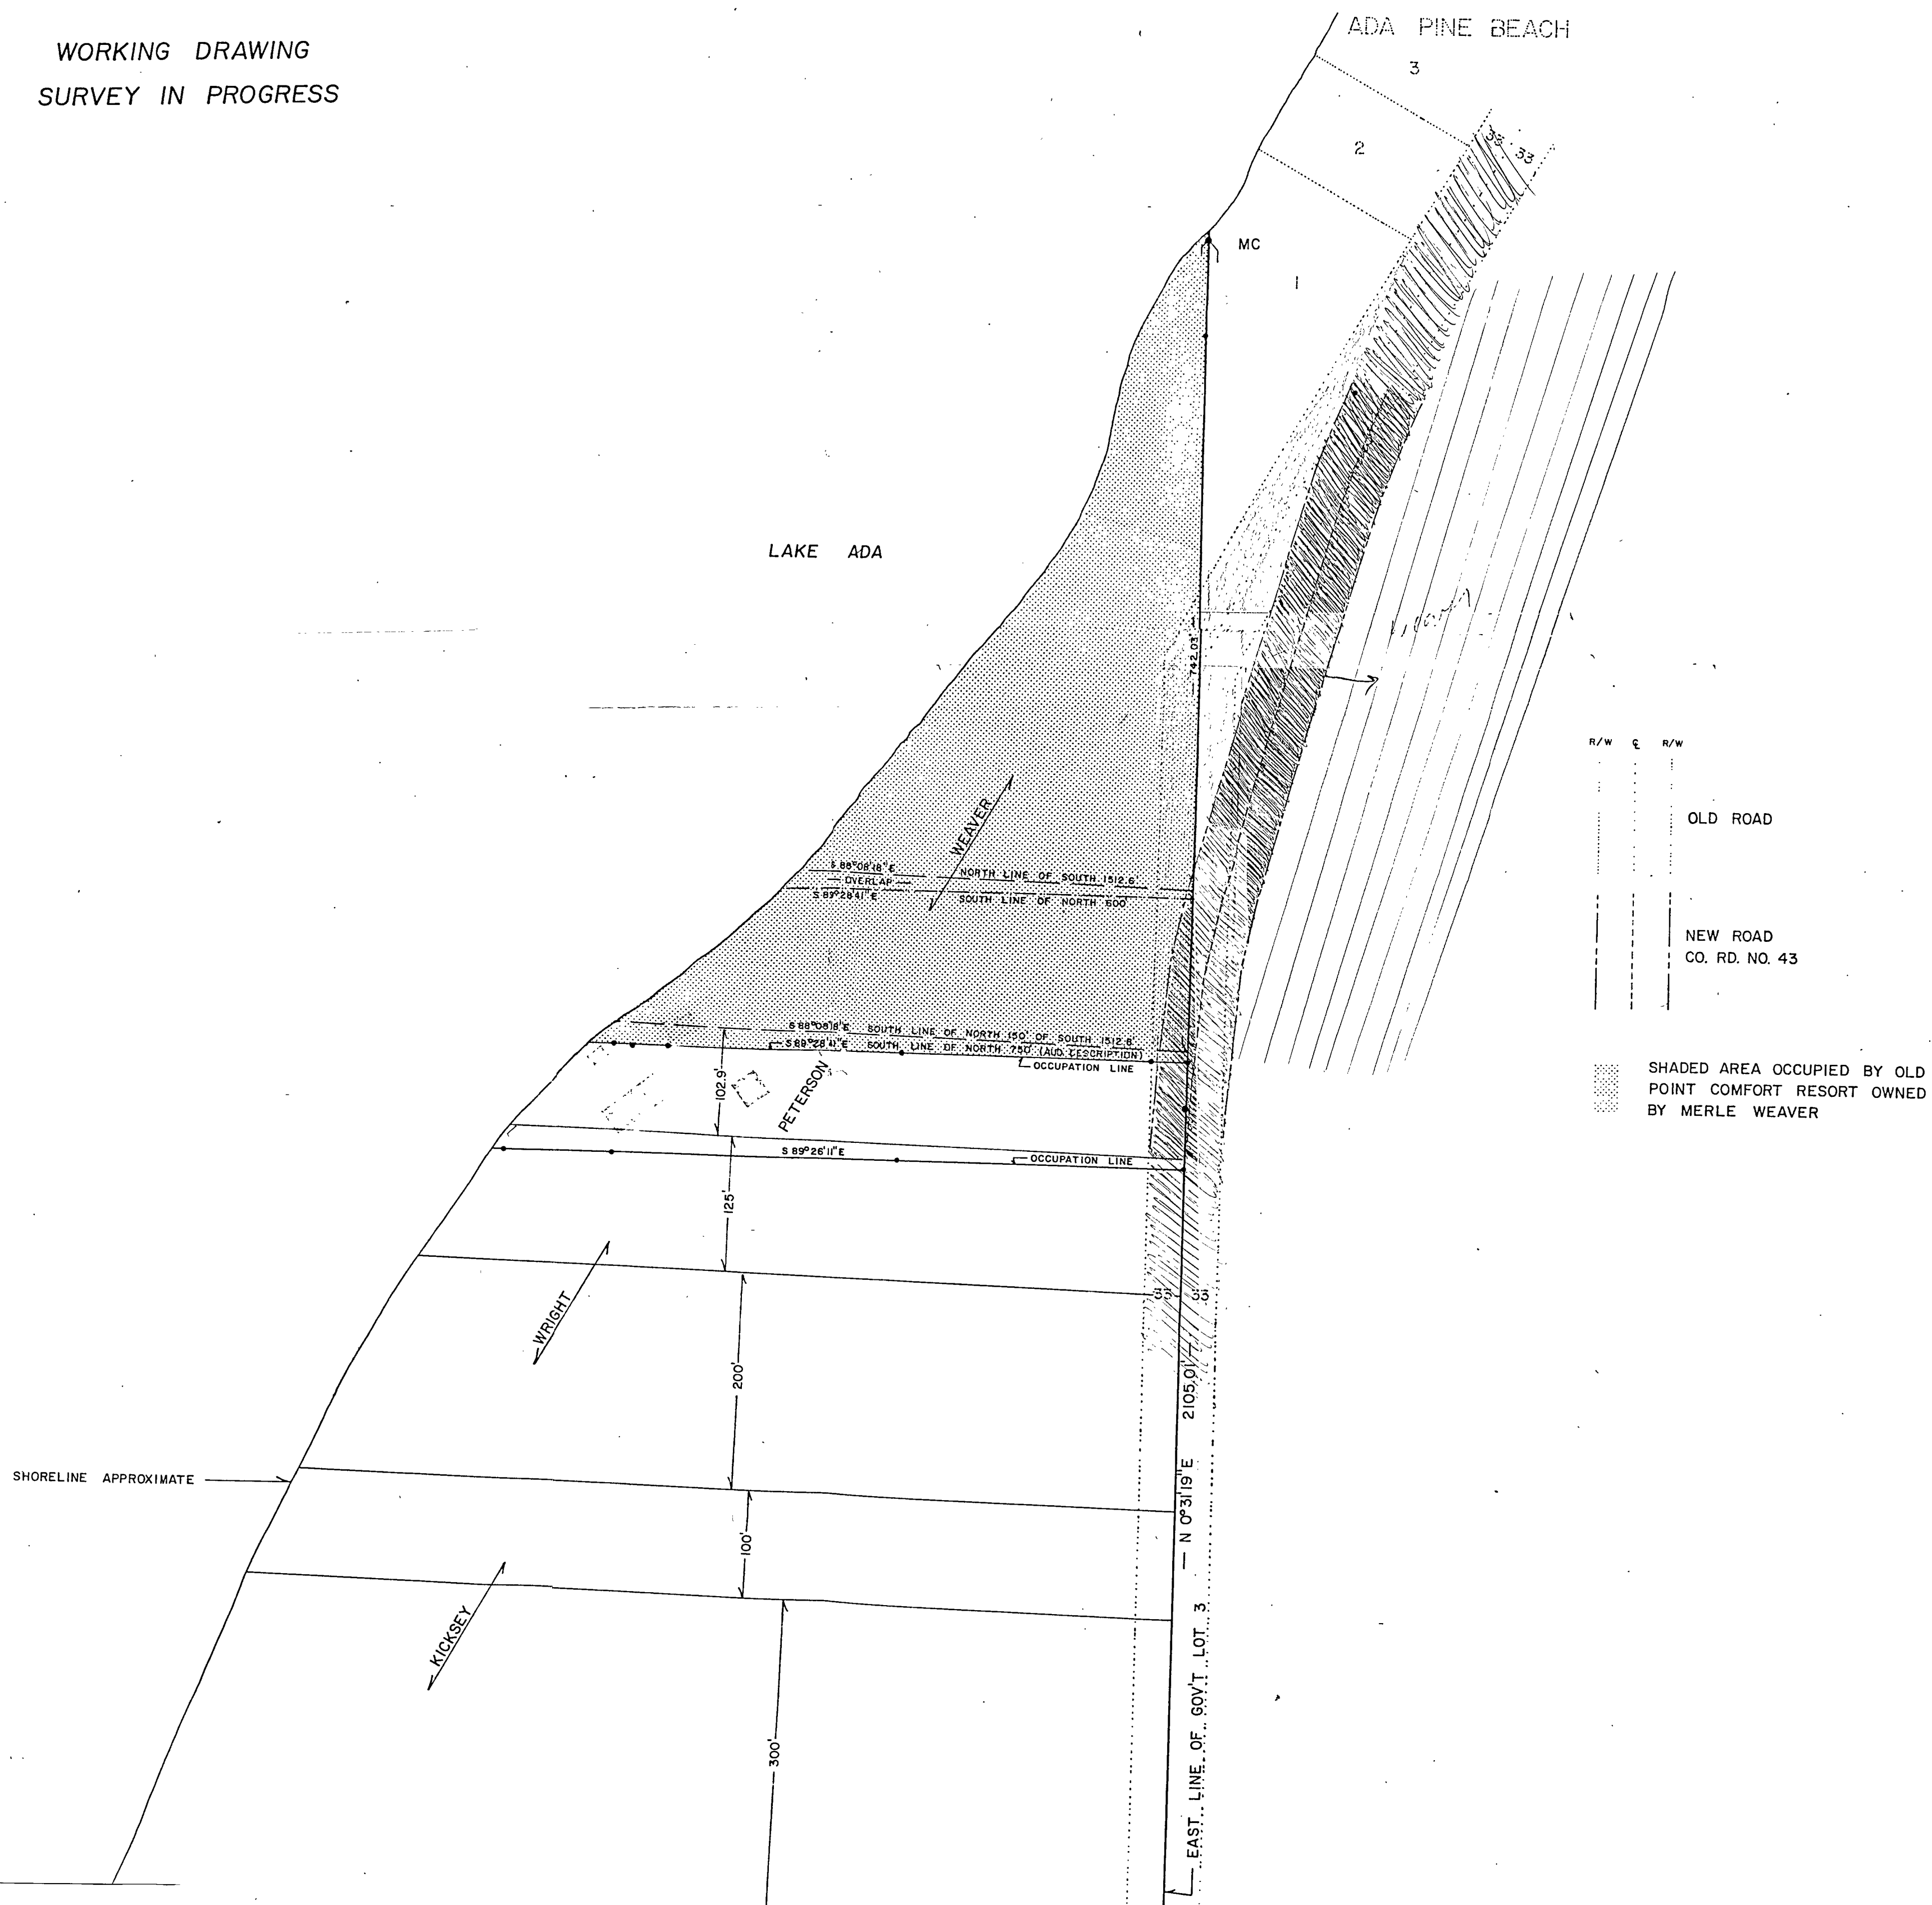 WORKING DRAWING
SURVEY IN PROGRESS
ADA PINE BEACH
3
2
33
33
MC
1
LAKE ADA
742.03'
R/W ℄ R/W
OLD ROAD
WEAVER
S 88°08'18"E
NORTH LINE OF SOUTH 1512.6'
OVERLAP
S 89°28'41"E
SOUTH LINE OF NORTH 600'
NEW ROAD
CO. RD. NO. 43
S 88°08'18"E SOUTH LINE OF NORTH 150' OF SOUTH 1512.6'
S 89°28'41"E SOUTH LINE OF NORTH 750' (AUD. DESCRIPTION)
OCCUPATION LINE
SHADED AREA OCCUPIED BY OLD
POINT COMFORT RESORT OWNED
BY MERLE WEAVER
102.9'
PETERSON
S 89°26'11"E
OCCUPATION LINE
125'
33 33
WRIGHT
200'
2105.01'
SHORELINE APPROXIMATE
N 0°31'19"E
100'
KICKSEY
300'
EAST LINE OF GOV'T LOT 3